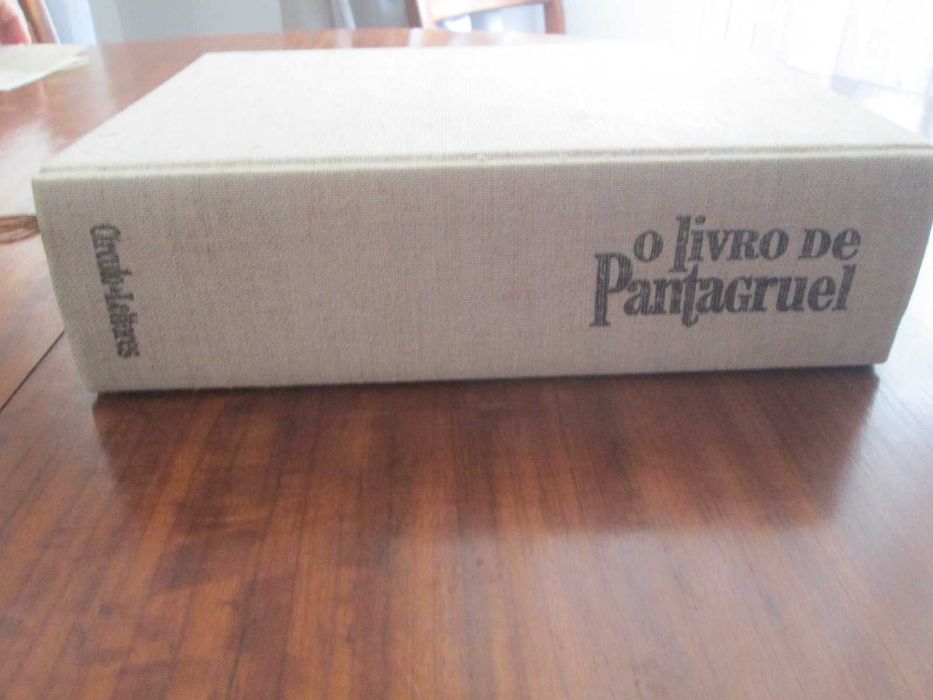 O LIVRO DE
PantaGruel
Círculo de Leitores